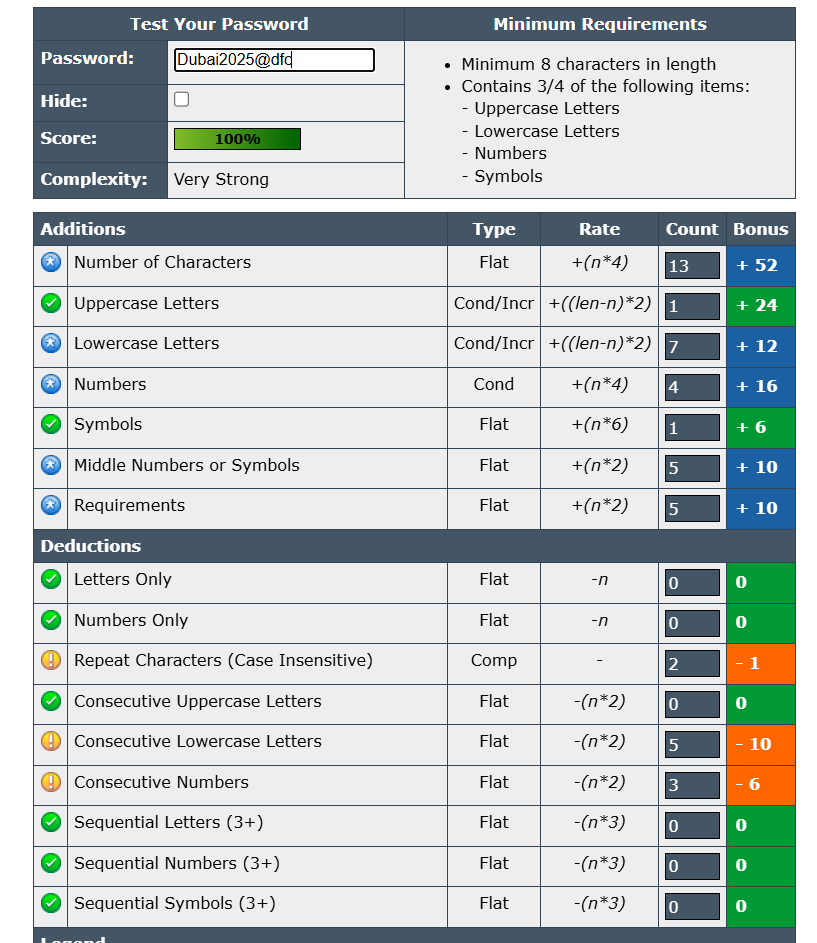 Test Your Password
Minimum Requirements
Password:
Dubai2025@dfc
Minimum 8 characters in length
Contains 3/4 of the following items:
- Uppercase Letters
- Lowercase Letters
- Numbers
- Symbols
Hide:
Score:
100%
Complexity:
Very Strong
Additions Type Rate Count Bonus
Number of Characters Flat +(n*4) 13 + 52
Uppercase Letters Cond/Incr +((len-n)*2) 1 + 24
Lowercase Letters Cond/Incr +((len-n)*2) 7 + 12
Numbers Cond +(n*4) 4 + 16
Symbols Flat +(n*6) 1 + 6
Middle Numbers or Symbols Flat +(n*2) 5 + 10
Requirements Flat +(n*2) 5 + 10
Deductions
Letters Only Flat -n 0 0
Numbers Only Flat -n 0 0
Repeat Characters (Case Insensitive) Comp - 2 - 1
Consecutive Uppercase Letters Flat -(n*2) 0 0
Consecutive Lowercase Letters Flat -(n*2) 5 - 10
Consecutive Numbers Flat -(n*2) 3 - 6
Sequential Letters (3+) Flat -(n*3) 0 0
Sequential Numbers (3+) Flat -(n*3) 0 0
Sequential Symbols (3+) Flat -(n*3) 0 0
Legend